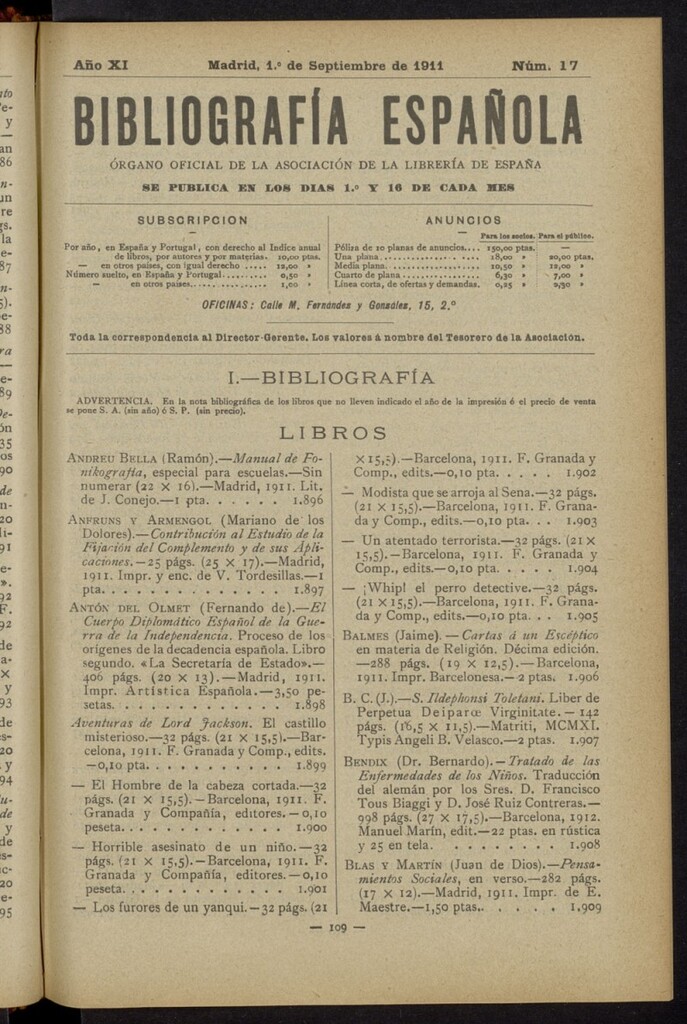 Año XI Madrid, 1.º de Septiembre de 1911 Núm. 17
BIBLIOGRAFÍA ESPAÑOLA
ÓRGANO OFICIAL DE LA ASOCIACIÓN DE LA LIBRERÍA DE ESPAÑA
SE PUBLICA EN LOS DIAS 1.º Y 16 DE CADA MES
SUBSCRIPCION
Por año, en España y Portugal, con derecho al Indice anual
de libros, por autores y por materias. 10,00 ptas.
— en otros países, con igual derecho ..... 12,00 »
Número suelto, en España y Portugal......... 0,50 »
— en otros países............... 1,00 »
ANUNCIOS
Para los socios. Para el público.
Póliza de 10 planas de anuncios.... 150,00 ptas. —
Una plana................... 18,00 » 20,00 ptas.
Media plana.................. 10,50 » 12,00 »
Cuarto de plana.............. 6,30 » 7,00 »
Línea corta, de ofertas y demandas. 0,25 » 0,30 »
OFICINAS: Calle M. Fernández y González, 15, 2.º
Toda la correspondencia al Director-Gerente. Los valores á nombre del Tesorero de la Asociación.
I.—BIBLIOGRAFÍA
ADVERTENCIA. En la nota bibliográfica de los libros que no lleven indicado el año de la impresión ó el precio de venta
se pone S. A. (sin año) ó S. P. (sin precio).
LIBROS
ANDREU BELLA (Ramón).—Manual de Fo-
nikografia, especial para escuelas.—Sin
numerar (22 × 16).—Madrid, 1911. Lit.
de J. Conejo.—1 pta. . . . . . . 1.896
ANFRUNS Y ARMENGOL (Mariano de los
Dolores).—Contribución al Estudio de la
Fijación del Complemento y de sus Apli-
caciones.—25 págs. (25 × 17).—Madrid,
1911. Impr. y enc. de V. Tordesillas.—1
pta. . . . . . . . . . . . . 1.897
ANTÓN DEL OLMET (Fernando de).—El
Cuerpo Diplomático Español de la Gue-
rra de la Independencia. Proceso de los
orígenes de la decadencia española. Libro
segundo. «La Secretaría de Estado».—
406 págs. (20 × 13).—Madrid, 1911.
Impr. Artística Española.—3,50 pe-
setas. . . . . . . . . . . . 1.898
Aventuras de Lord Jackson. El castillo
misterioso.—32 págs. (21 × 15,5).—Bar-
celona, 1911. F. Granada y Comp., edits.
—0,10 pta. . . . . . . . . . 1.899
— El Hombre de la cabeza cortada.—32
págs. (21 × 15,5).—Barcelona, 1911. F.
Granada y Compañía, editores.—0,10
peseta. . . . . . . . . . . . 1.900
— Horrible asesinato de un niño.—32
págs. (21 × 15,5).—Barcelona, 1911. F.
Granada y Compañía, editores.—0,10
peseta. . . . . . . . . . . . 1.901
— Los furores de un yanqui.—32 págs. (21
× 15,5).—Barcelona, 1911. F. Granada y
Comp., edits.—0,10 pta. . . . . 1.902
— Modista que se arroja al Sena.—32 págs.
(21 × 15,5).—Barcelona, 1911. F. Grana-
da y Comp., edits.—0,10 pta. . . 1.903
— Un atentado terrorista.—32 págs. (21 ×
15,5).—Barcelona, 1911. F. Granada y
Comp., edits.—0,10 pta. . . . . 1.904
— ¡Whip! el perro detective.—32 págs.
(21 × 15,5).—Barcelona, 1911. F. Grana-
da y Comp., edits.—0,10 pta. . . 1.905
BALMES (Jaime).—Cartas á un Escéptico
en materia de Religión. Décima edición.
—288 págs. (19 × 12,5).—Barcelona,
1911. Impr. Barcelonesa.—2 ptas. 1.906
B. C. (J.).—S. Ildephonsi Toletani. Liber de
Perpetua Deiparœ Virginitate.—142
págs. (16,5 × 11,5).—Matriti, MCMXI.
Typis Angeli B. Velasco.—2 ptas. 1.907
BENDIX (Dr. Bernardo).—Tratado de las
Enfermedades de los Niños. Traducción
del alemán por los Sres. D. Francisco
Tous Biaggi y D. José Ruiz Contreras.—
998 págs. (27 × 17,5).—Barcelona, 1912.
Manuel Marín, edit.—22 ptas. en rústica
y 25 en tela. . . . . . . . . 1.908
BLAS Y MARTÍN (Juan de Dios).—Pensa-
mientos Sociales, en verso.—282 págs.
(17 × 12).—Madrid, 1911. Impr. de E.
Maestre.—1,50 ptas.. . . . . . 1.909
— 109 —